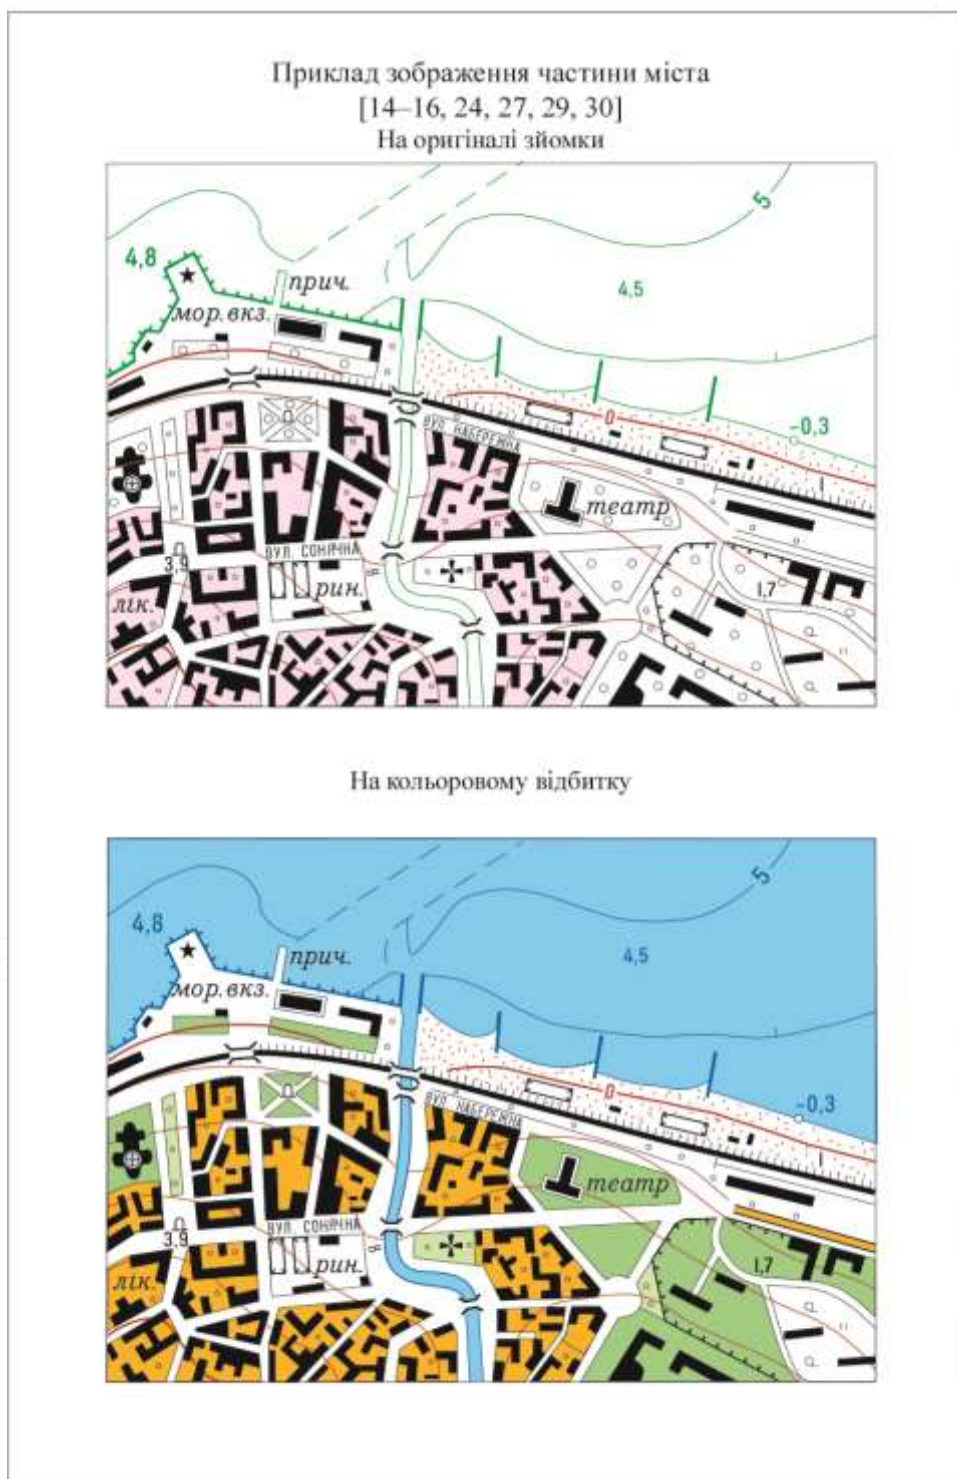 Приклад зображення частини міста
[14–16, 24, 27, 29, 30]
На оригіналі зйомки
5
4,8
прич.
4,5
мор. вкз.
0
-0,3
ВУЛ. НАБЕРЕЖНА
театр
ВУЛ. СОНЯЧНА
3,9
рин.
1,7
лік.
На кольоровому відбитку
5
4,8
прич.
4,5
мор. вкз.
0
-0,3
ВУЛ. НАБЕРЕЖНА
театр
ВУЛ. СОНЯЧНА
3,9
рин.
1,7
лік.